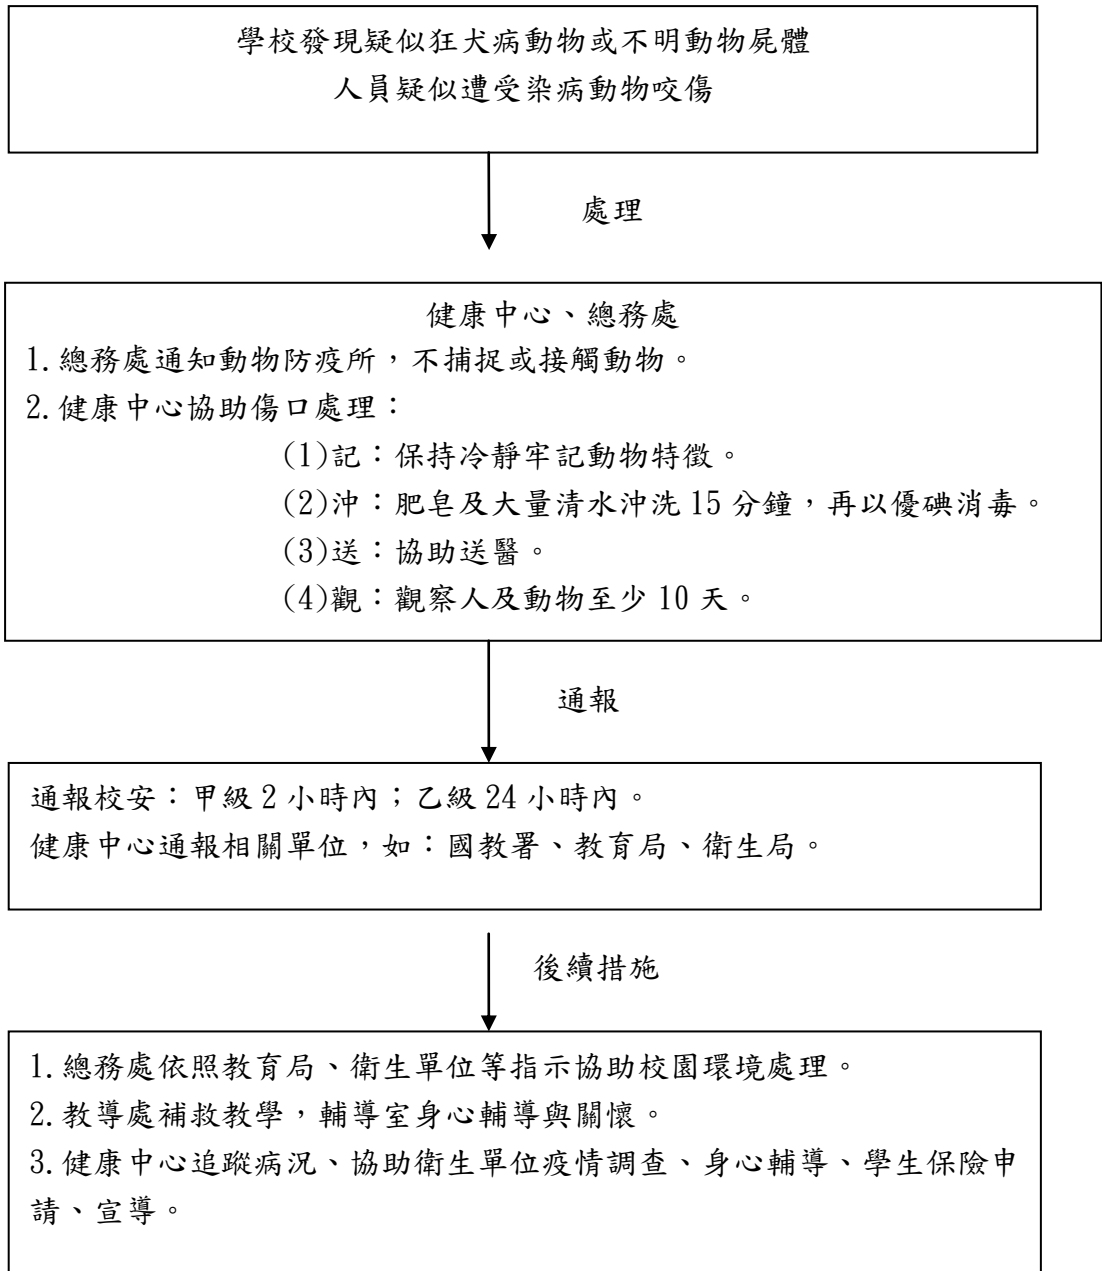 學校發現疑似狂犬病動物或不明動物屍體
人員疑似遭受染病動物咬傷
處理
健康中心、總務處
1.總務處通知動物防疫所，不捕捉或接觸動物。
2.健康中心協助傷口處理：
(1)記：保持冷靜牢記動物特徵。
(2)沖：肥皂及大量清水沖洗 15 分鐘，再以優碘消毒。
(3)送：協助送醫。
(4)觀：觀察人及動物至少 10 天。
通報
通報校安：甲級 2 小時內；乙級 24 小時內。
健康中心通報相關單位，如：國教署、教育局、衛生局。
後續措施
1.總務處依照教育局、衛生單位等指示協助校園環境處理。
2.教導處補救教學，輔導室身心輔導與關懷。
3.健康中心追蹤病況、協助衛生單位疫情調查、身心輔導、學生保險申
請、宣導。